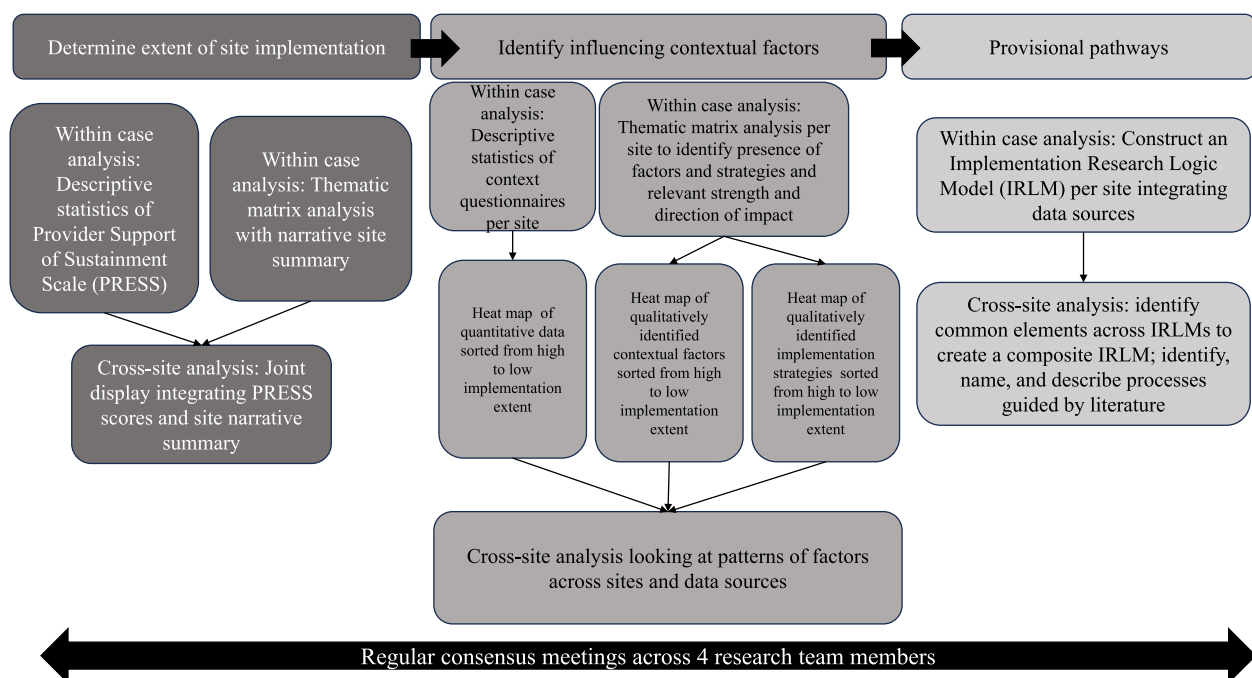 Determine extent of site implementation
Identify influencing contextual factors
Provisional pathways
Within case
analysis:
Descriptive
statistics of
Provider Support
of Sustainment
Scale (PRESS)
Within case
analysis: Thematic
matrix analysis
with narrative site
summary
Cross-site analysis: Joint
display integrating PRESS
scores and site narrative
summary
Within case
analysis:
Descriptive
statistics of
context
questionnaires
per site
Within case analysis:
Thematic matrix analysis per
site to identify presence of
factors and strategies and
relevant strength and
direction of impact
Heat map of
quantitative data
sorted from high
to low
implementation
extent
Heat map of
qualitatively
identified
contextual factors
sorted from high
to low
implementation
extent
Heat map of
qualitatively
identified
implementation
strategies sorted
from high to low
implementation
extent
Cross-site analysis looking at patterns of factors
across sites and data sources
Within case analysis: Construct an
Implementation Research Logic
Model (IRLM) per site integrating
data sources
Cross-site analysis: identify
common elements across IRLMs to
create a composite IRLM; identify,
name, and describe processes
guided by literature
Regular consensus meetings across 4 research team members